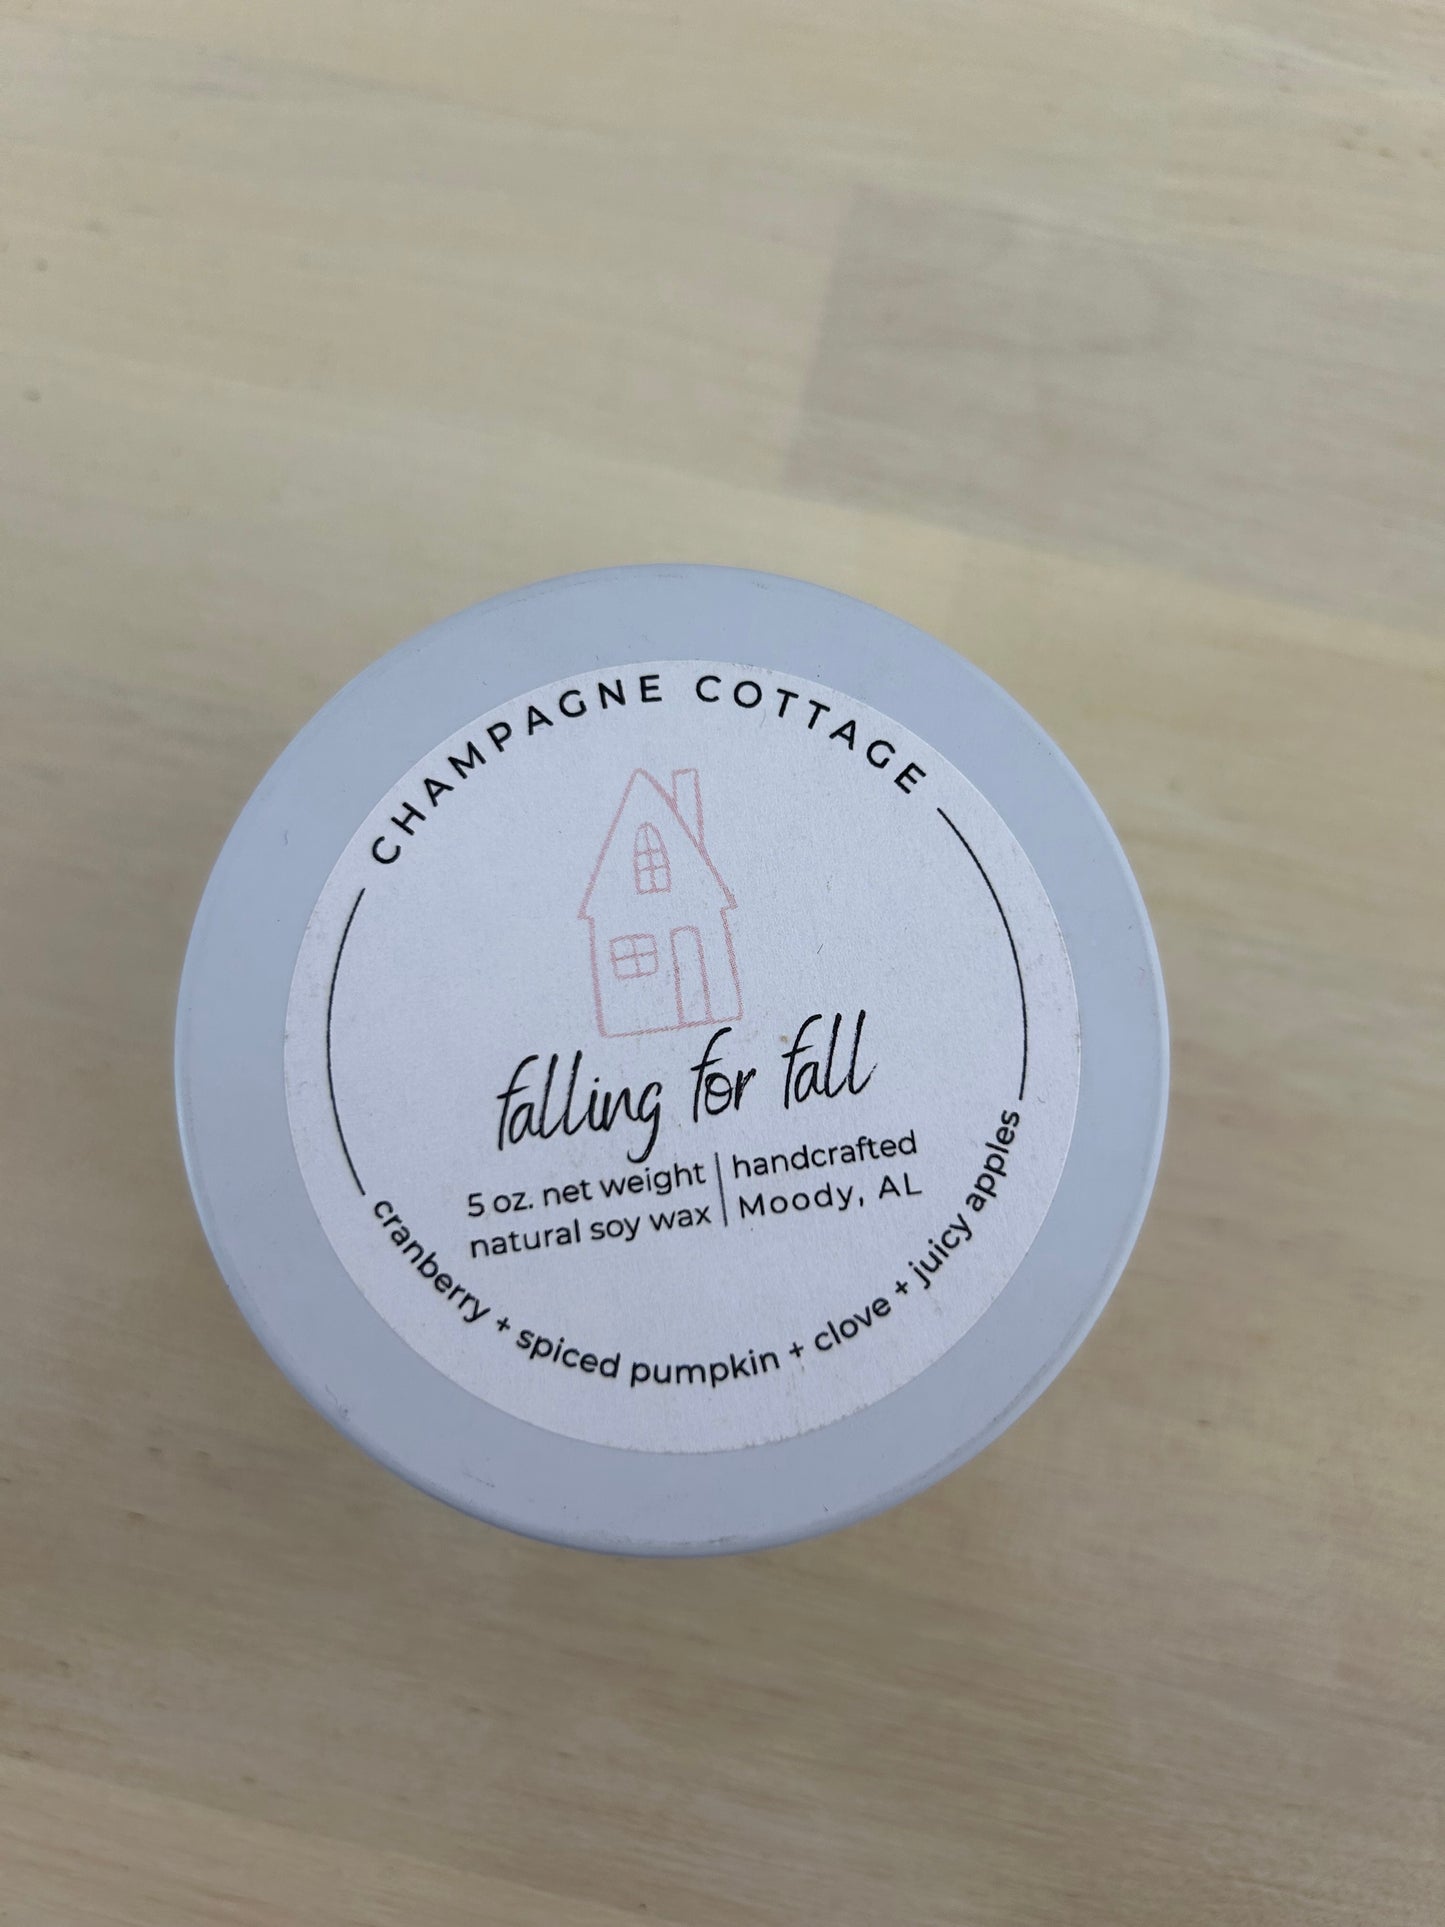 CHAMPAGNE COTTAGE
falling for fall
5 oz. net weight | handcrafted
natural soy wax | Moody, AL
cranberry + spiced pumpkin + clove + juicy apples